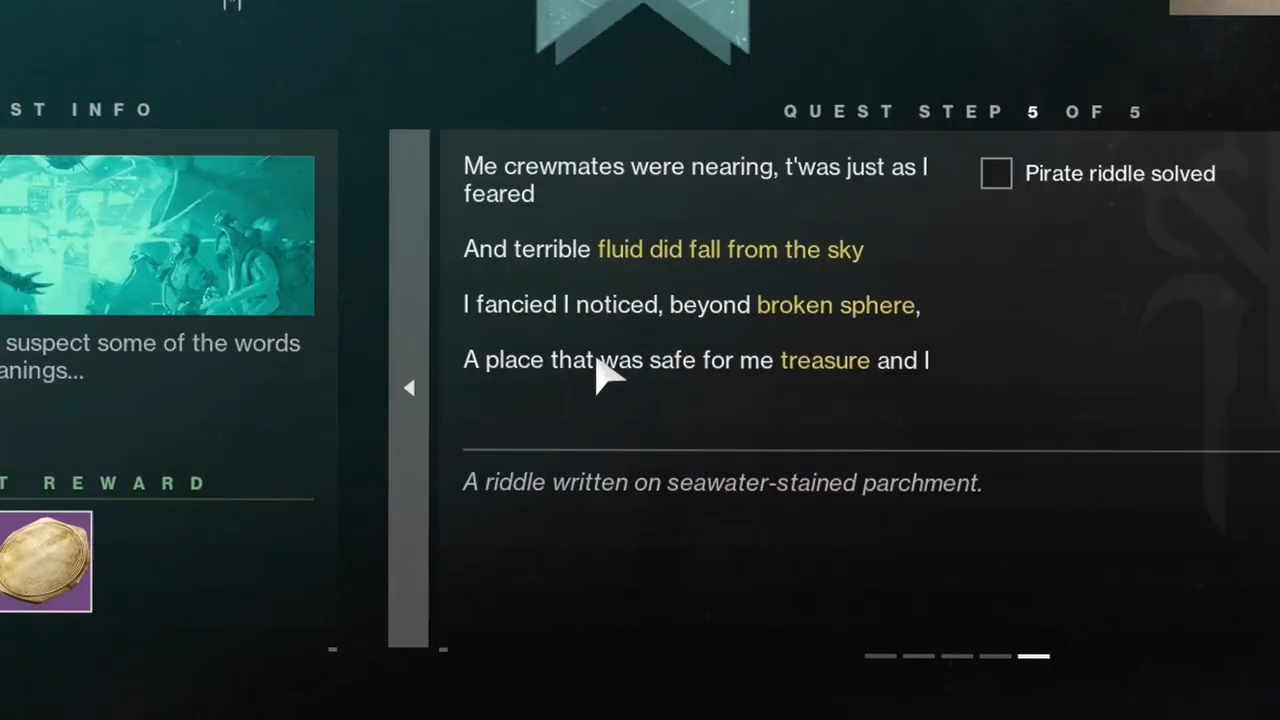 ST INFO
QUEST STEP 5 OF 5
Me crewmates were nearing, t'was just as I
feared
Pirate riddle solved
And terrible fluid did fall from the sky
I fancied I noticed, beyond broken sphere,
A place that was safe for me treasure and I
suspect some of the words
anings...
A riddle written on seawater-stained parchment.
T REWARD